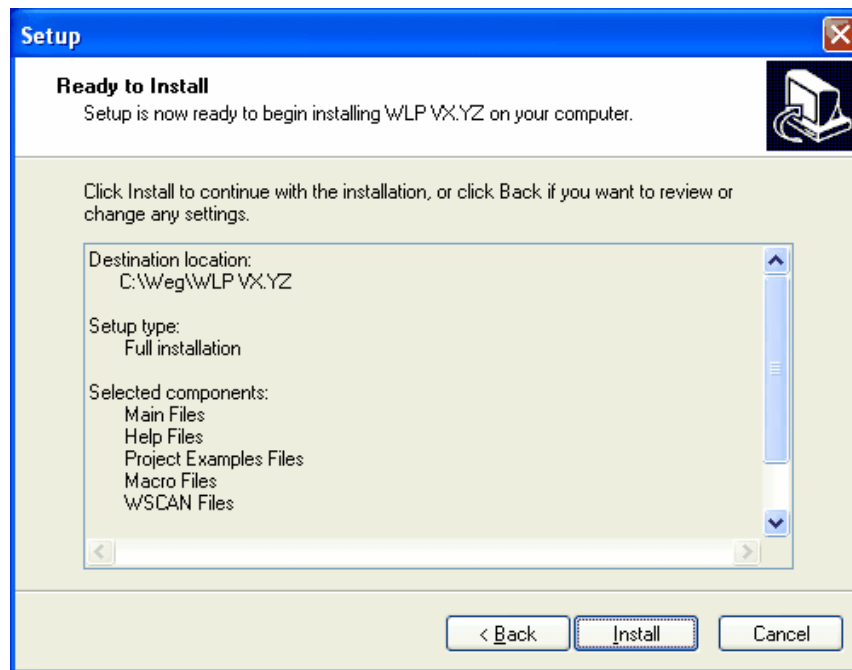 Setup
Ready to Install
Setup is now ready to begin installing WLP VX.YZ on your computer.
Click Install to continue with the installation, or click Back if you want to review or
change any settings.
Destination location:
C:\Weg\WLP VX.YZ
Setup type:
Full installation
Selected components:
Main Files
Help Files
Project Examples Files
Macro Files
WSCAN Files
< Back
Install
Cancel